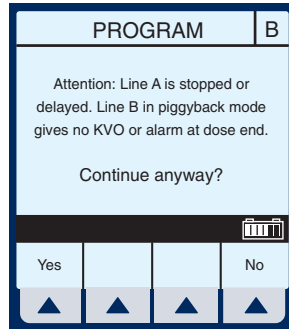 PROGRAM B
Attention: Line A is stopped or
delayed. Line B in piggyback mode
gives no KVO or alarm at dose end.
Continue anyway?
Yes No